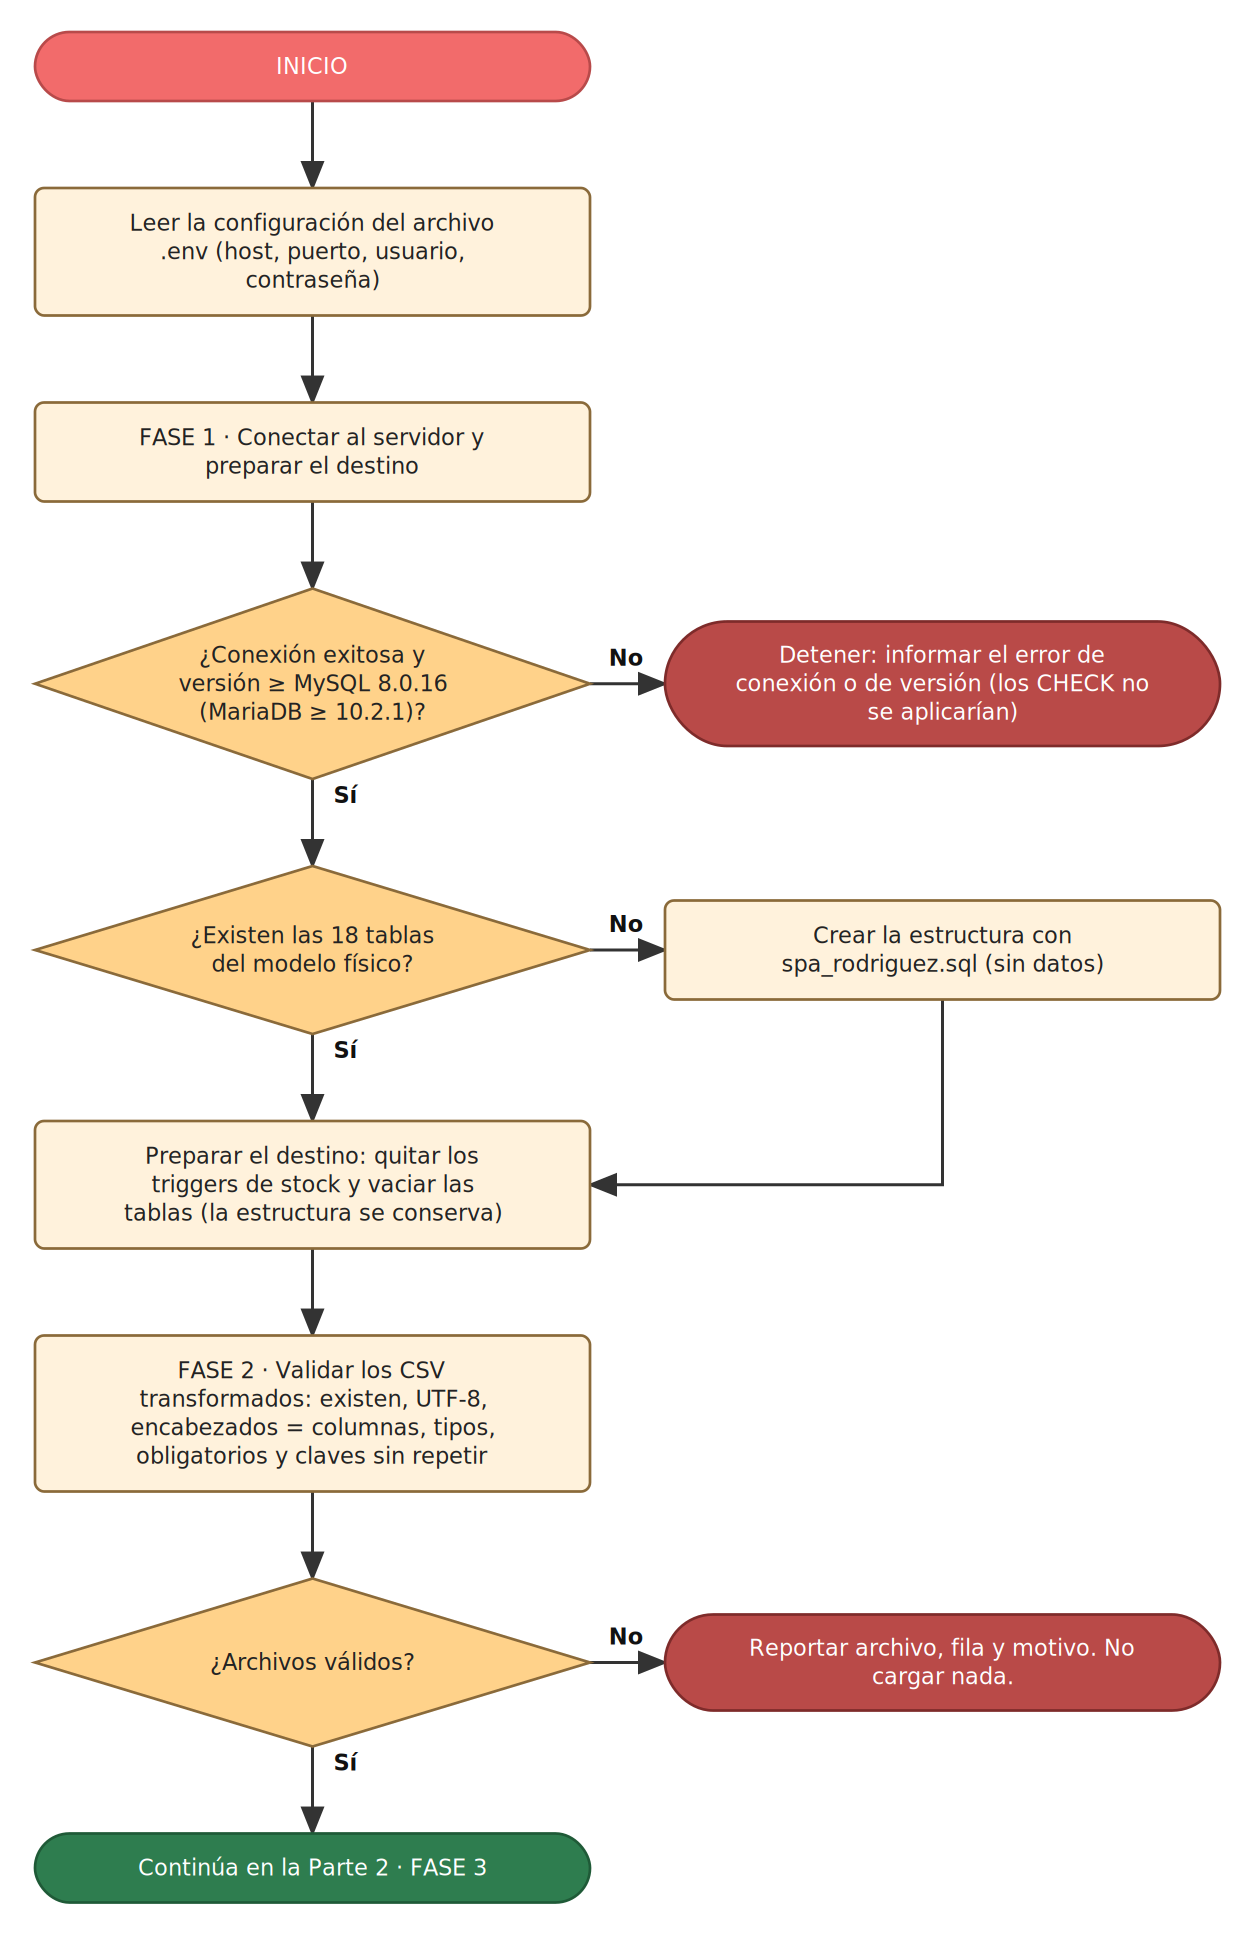 INICIO
Leer la configuración del archivo
.env (host, puerto, usuario,
contraseña)
FASE 1 · Conectar al servidor y
preparar el destino
¿Conexión exitosa y
versión ≥ MySQL 8.0.16
(MariaDB ≥ 10.2.1)?
No
Detener: informar el error de
conexión o de versión (los CHECK no
se aplicarían)
Sí
¿Existen las 18 tablas
del modelo físico?
No
Crear la estructura con
spa_rodriguez.sql (sin datos)
Sí
Preparar el destino: quitar los
triggers de stock y vaciar las
tablas (la estructura se conserva)
FASE 2 · Validar los CSV
transformados: existen, UTF-8,
encabezados = columnas, tipos,
obligatorios y claves sin repetir
¿Archivos válidos?
No
Reportar archivo, fila y motivo. No
cargar nada.
Sí
Continúa en la Parte 2 · FASE 3